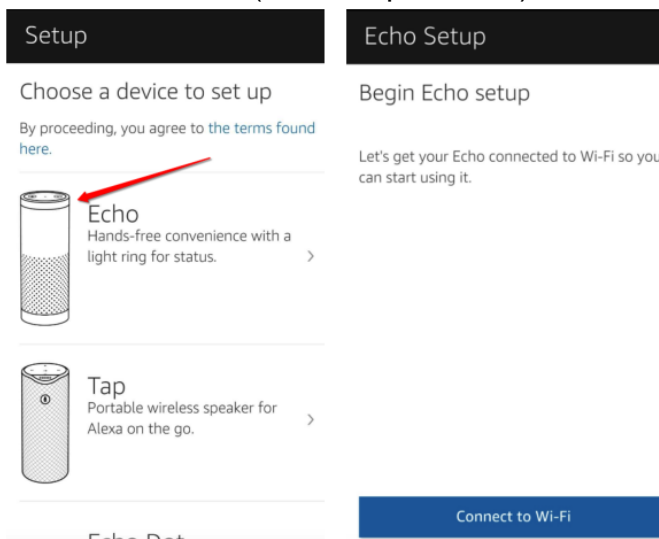 Setup
Choose a device to set up
By proceeding, you agree to the terms found
here.
Echo
Hands-free convenience with a
light ring for status.
Tap
Portable wireless speaker for
Alexa on the go.
Echo Dot
Echo Setup
Begin Echo setup
Let's get your Echo connected to Wi-Fi so you
can start using it.
Connect to Wi-Fi